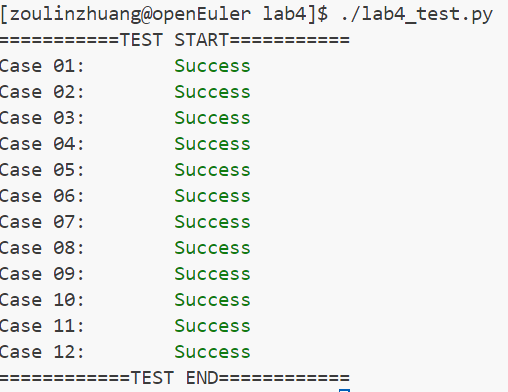 [zoulinzhuang@openEuler lab4]$ ./lab4_test.py
===========TEST START===========
Case 01:        Success
Case 02:        Success
Case 03:        Success
Case 04:        Success
Case 05:        Success
Case 06:        Success
Case 07:        Success
Case 08:        Success
Case 09:        Success
Case 10:        Success
Case 11:        Success
Case 12:        Success
============TEST END============